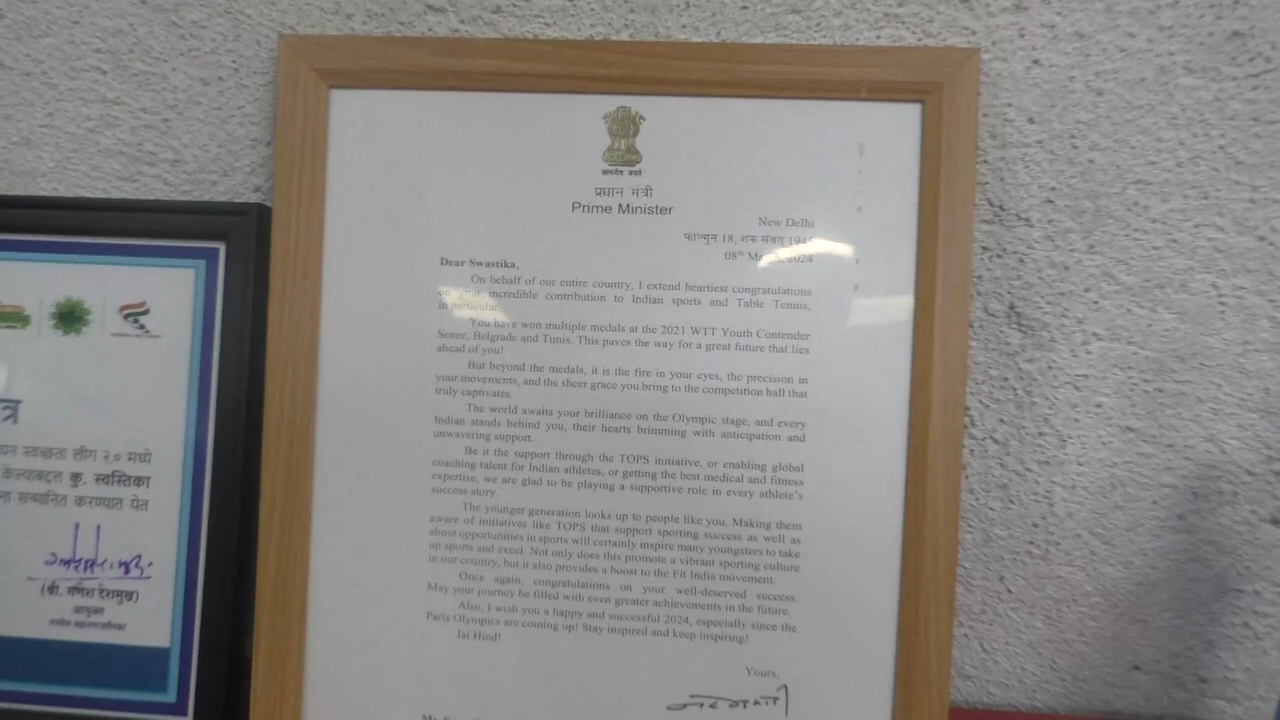 सत्यमेव जयते
प्रधान मंत्री
Prime Minister
New Delhi
फाल्गुन 18, शक संवत्
08th 2024
Dear Swastika,
On behalf of our entire country, I extend heartiest congratulations
on your incredible contribution to Indian sports and Table Tennis,
in particular.
You have won multiple medals at the 2021 WTT Youth Contender
Senec, Belgrade and Tunis. This paves the way for a great future that lies
ahead of you!
But beyond the medals, it is the fire in your eyes, the precision in
your movements, and the sheer grace you bring to the competition hall that
truly captivates.
The world awaits your brilliance on the Olympic stage, and every
Indian stands behind you, their hearts brimming with anticipation and
unwavering support.
Be it the support through the TOPS initiative, or enabling global
coaching talent for Indian athletes, or getting the best medical and fitness
expertise, we are glad to be playing a supportive role in every athlete's
success story.
The younger generation looks up to people like you. Making them
aware of initiatives like TOPS that support sporting success as well as
about opportunities in sports will certainly inspire many youngsters to take
up sports and excel. Not only does this promote a vibrant sporting culture
in our country, but it also provides a boost to the Fit India movement.
Once again, congratulations on your well-deserved success.
May your journey be filled with even greater achievements in the future.
Also, I wish you a happy and successful 2024, especially since the
Paris Olympics are coming up! Stay inspired and keep inspiring!
Jai Hind!
Yours,
स्वच्छता लीग २.० मध्ये
केल्याबद्दल कु. स्वस्तिका
सन्मानित करण्यात येत
(श्री. गणेश देशमुख)
आयुक्त